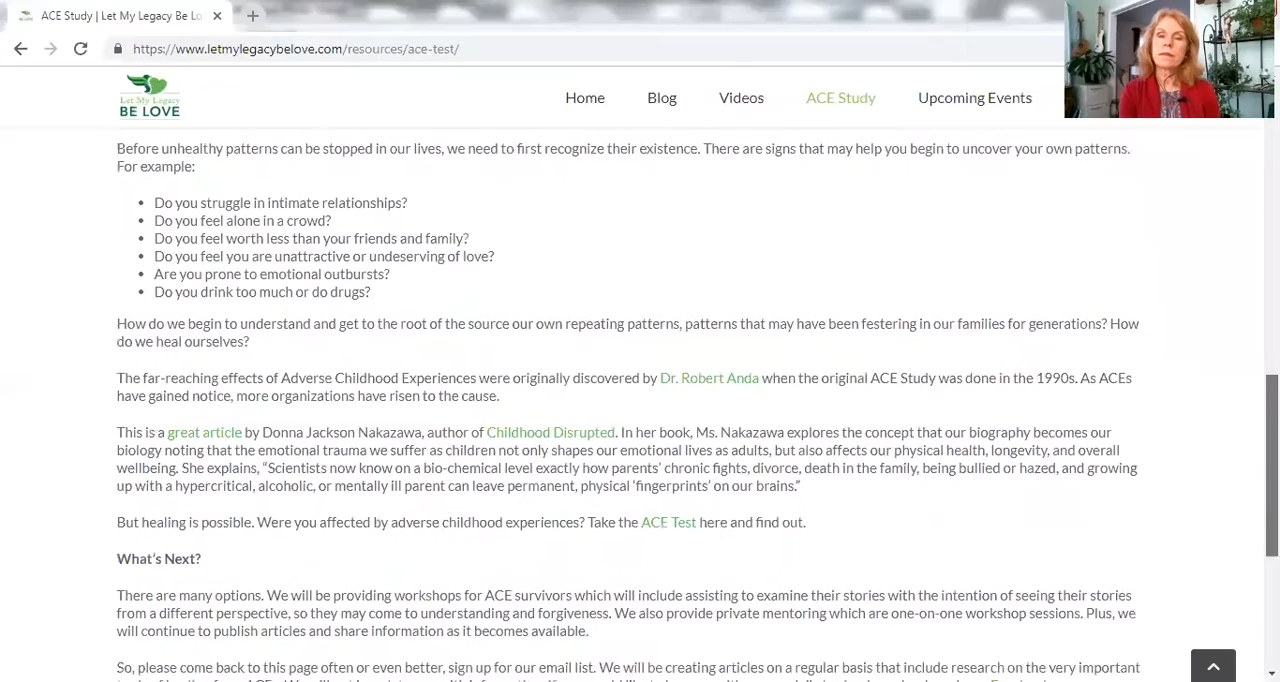 ACE Study | Let My Legacy Be Lo
https://www.letmylegacybelove.com/resources/ace-test/
Let My Legacy
BE LOVE
Home Blog Videos ACE Study Upcoming Events
Before unhealthy patterns can be stopped in our lives, we need to first recognize their existence. There are signs that may help you begin to uncover your own patterns.
For example:
• Do you struggle in intimate relationships?
• Do you feel alone in a crowd?
• Do you feel worth less than your friends and family?
• Do you feel you are unattractive or undeserving of love?
• Are you prone to emotional outbursts?
• Do you drink too much or do drugs?
How do we begin to understand and get to the root of the source our own repeating patterns, patterns that may have been festering in our families for generations? How
do we heal ourselves?
The far-reaching effects of Adverse Childhood Experiences were originally discovered by Dr. Robert Anda when the original ACE Study was done in the 1990s. As ACEs
have gained notice, more organizations have risen to the cause.
This is a great article by Donna Jackson Nakazawa, author of Childhood Disrupted. In her book, Ms. Nakazawa explores the concept that our biography becomes our
biology noting that the emotional trauma we suffer as children not only shapes our emotional lives as adults, but also affects our physical health, longevity, and overall
wellbeing. She explains, “Scientists now know on a bio-chemical level exactly how parents’ chronic fights, divorce, death in the family, being bullied or hazed, and growing
up with a hypercritical, alcoholic, or mentally ill parent can leave permanent, physical ‘fingerprints’ on our brains.”
But healing is possible. Were you affected by adverse childhood experiences? Take the ACE Test here and find out.
What’s Next?
There are many options. We will be providing workshops for ACE survivors which will include assisting to examine their stories with the intention of seeing their stories
from a different perspective, so they may come to understanding and forgiveness. We also provide private mentoring which are one-on-one workshop sessions. Plus, we
will continue to publish articles and share information as it becomes available.
So, please come back to this page often or even better, sign up for our email list. We will be creating articles on a regular basis that include research on the very important